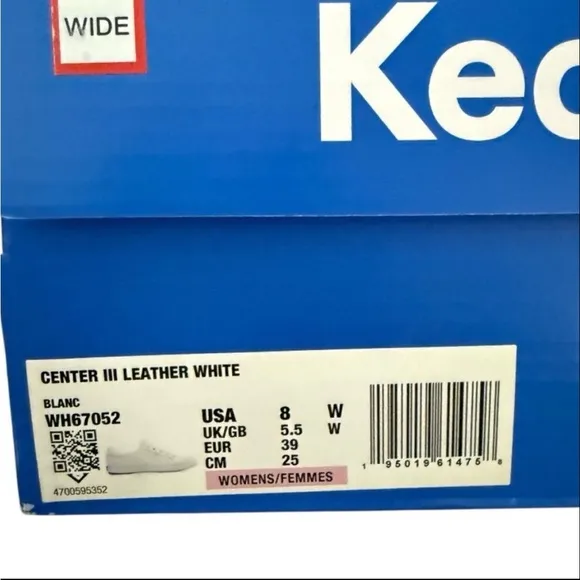 WIDE
Ked
CENTER III LEATHER WHITE
BLANC
WH67052
4700595352
USA 8 W
UK/GB 5.5 W
EUR 39
CM 25
WOMENS/FEMMES
1 95019 61475 8